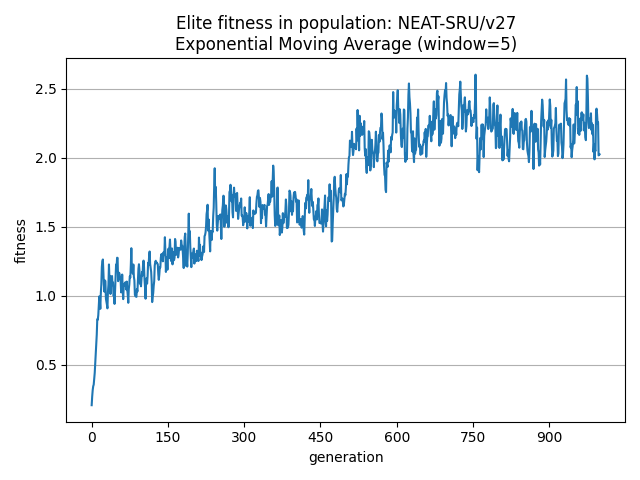 Elite fitness in population: NEAT-SRU/v27
Exponential Moving Average (window=5)
fitness
2.5
2.0
1.5
1.0
0.5
0 150 300 450 600 750 900
generation